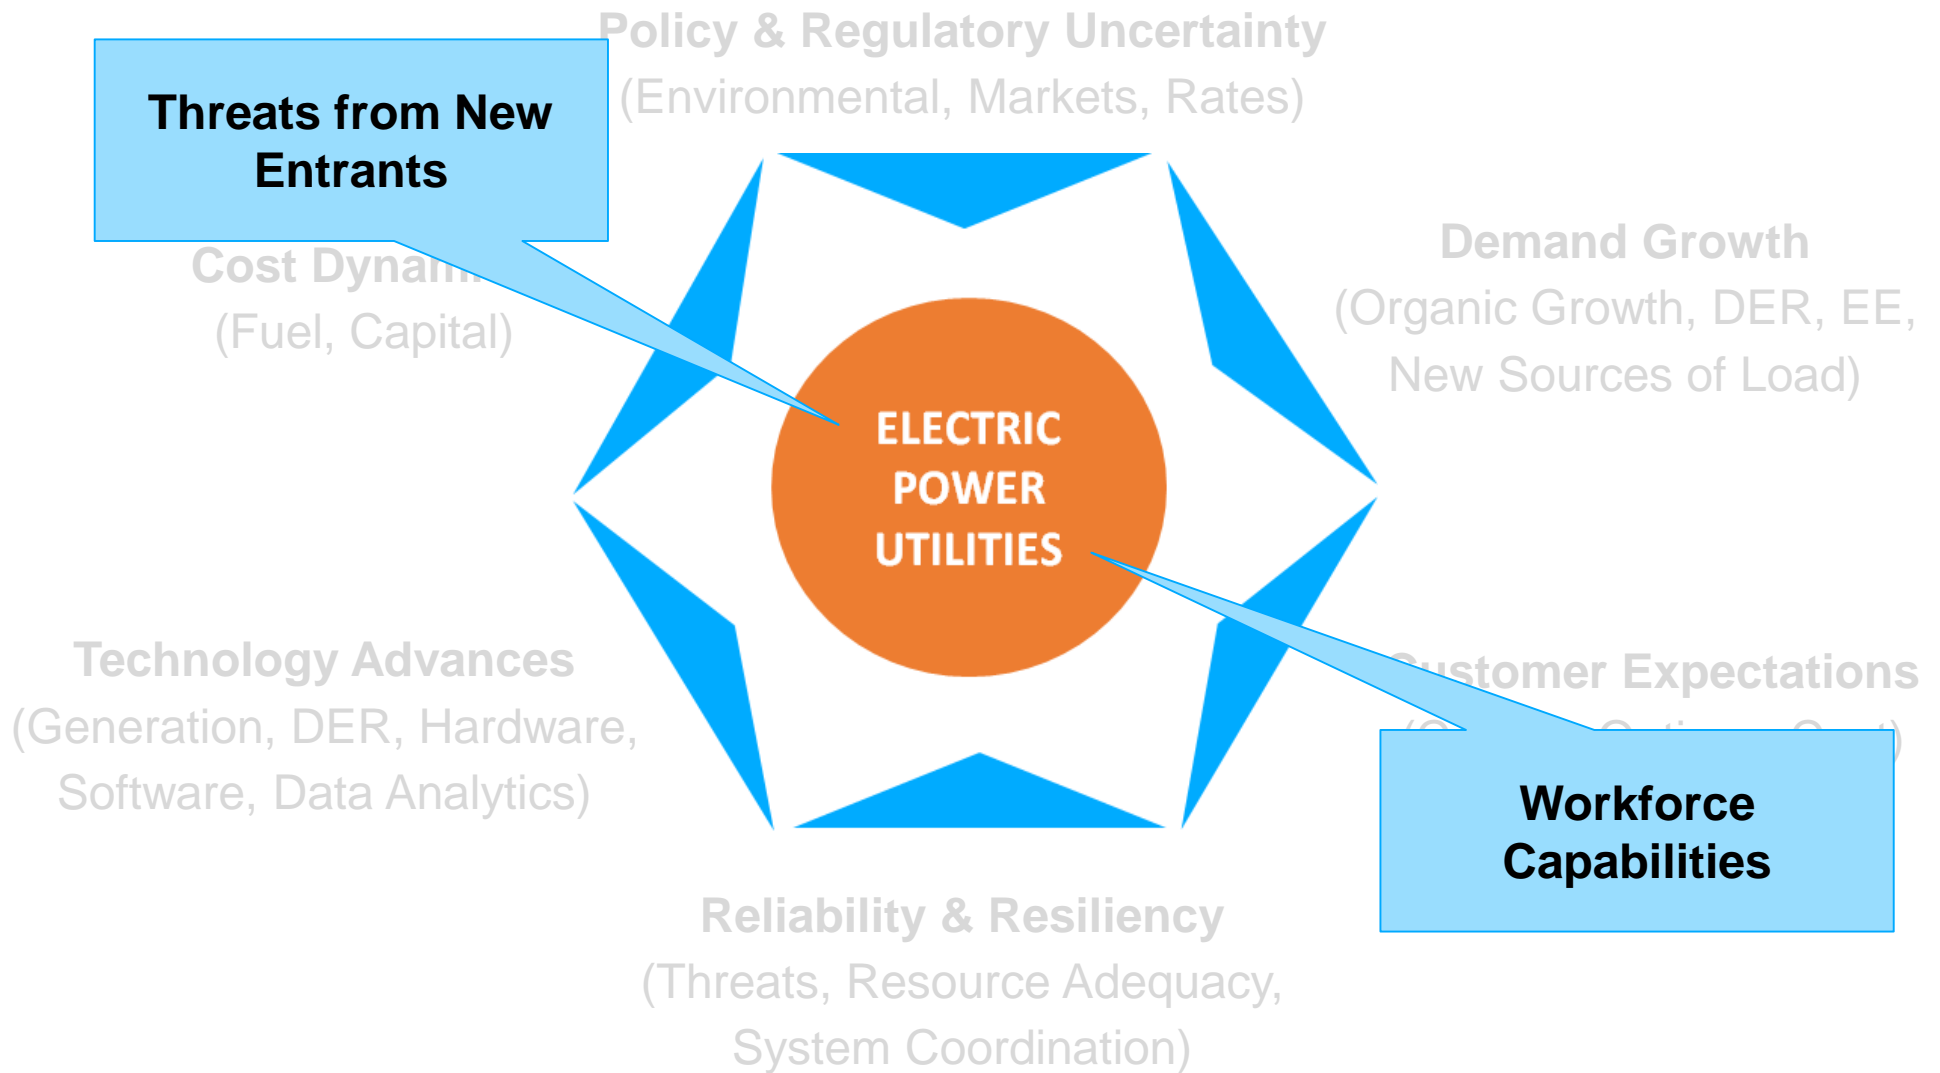 Policy & Regulatory Uncertainty
(Environmental, Markets, Rates)
Threats from New
Entrants
Cost
(Fuel, Capital)
Demand Growth
(Organic Growth, DER, EE,
New Sources of Load)
ELECTRIC
POWER
UTILITIES
Technology Advances
(Generation, DER, Hardware,
Software, Data Analytics)
Customer Expectations
Workforce
Capabilities
Reliability & Resiliency
(Threats, Resource Adequacy,
System Coordination)